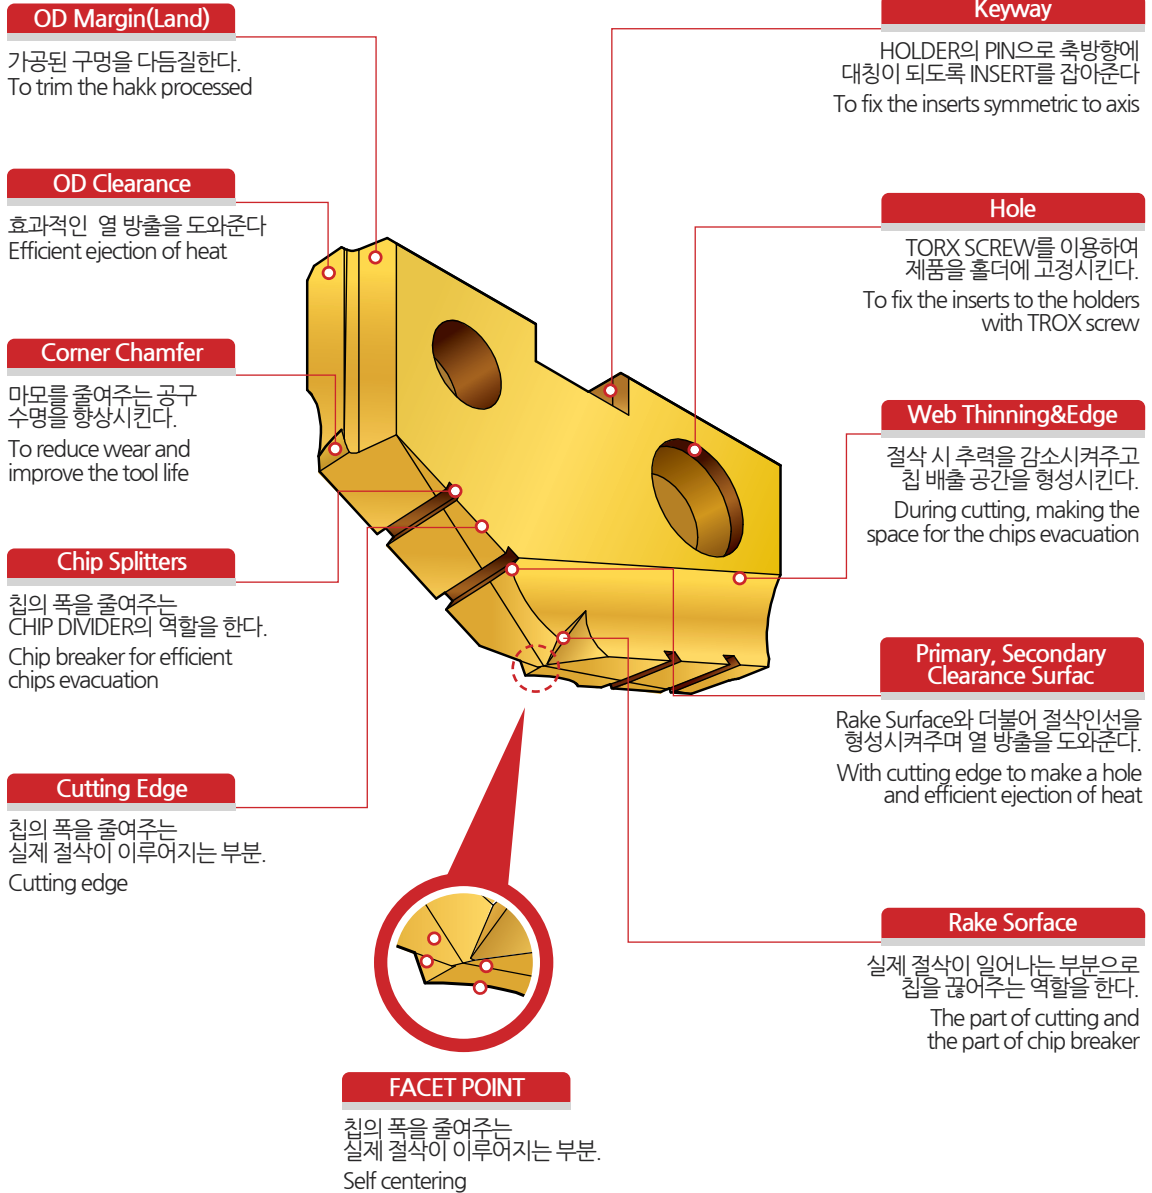 OD Margin(Land)
가공된 구멍을 다듬질한다.
To trim the hakk processed
OD Clearance
효과적인 열 방출을 도와준다
Efficient ejection of heat
Corner Chamfer
마모를 줄여주는 공구
수명을 향상시킨다.
To reduce wear and
improve the tool life
Chip Splitters
칩의 폭을 줄여주는
CHIP DIVIDER의 역할을 한다.
Chip breaker for efficient
chips evacuation
Cutting Edge
칩의 폭을 줄여주는
실제 절삭이 이루어지는 부분.
Cutting edge
Keyway
HOLDER의 PIN으로 축방향에
대칭이 되도록 INSERT를 잡아준다
To fix the inserts symmetric to axis
Hole
TORX SCREW를 이용하여
제품을 홀더에 고정시킨다.
To fix the inserts to the holders
with TROX screw
Web Thinning&Edge
절삭 시 추력을 감소시켜주고
칩 배출 공간을 형성시킨다.
During cutting, making the
space for the chips evacuation
Primary, Secondary
Clearance Surfac
Rake Surface와 더불어 절삭인선을
형성시켜주며 열 방출을 도와준다.
With cutting edge to make a hole
and efficient ejection of heat
Rake Sorface
실제 절삭이 일어나는 부분으로
칩을 끊어주는 역할을 한다.
The part of cutting and
the part of chip breaker
FACET POINT
칩의 폭을 줄여주는
실제 절삭이 이루어지는 부분.
Self centering